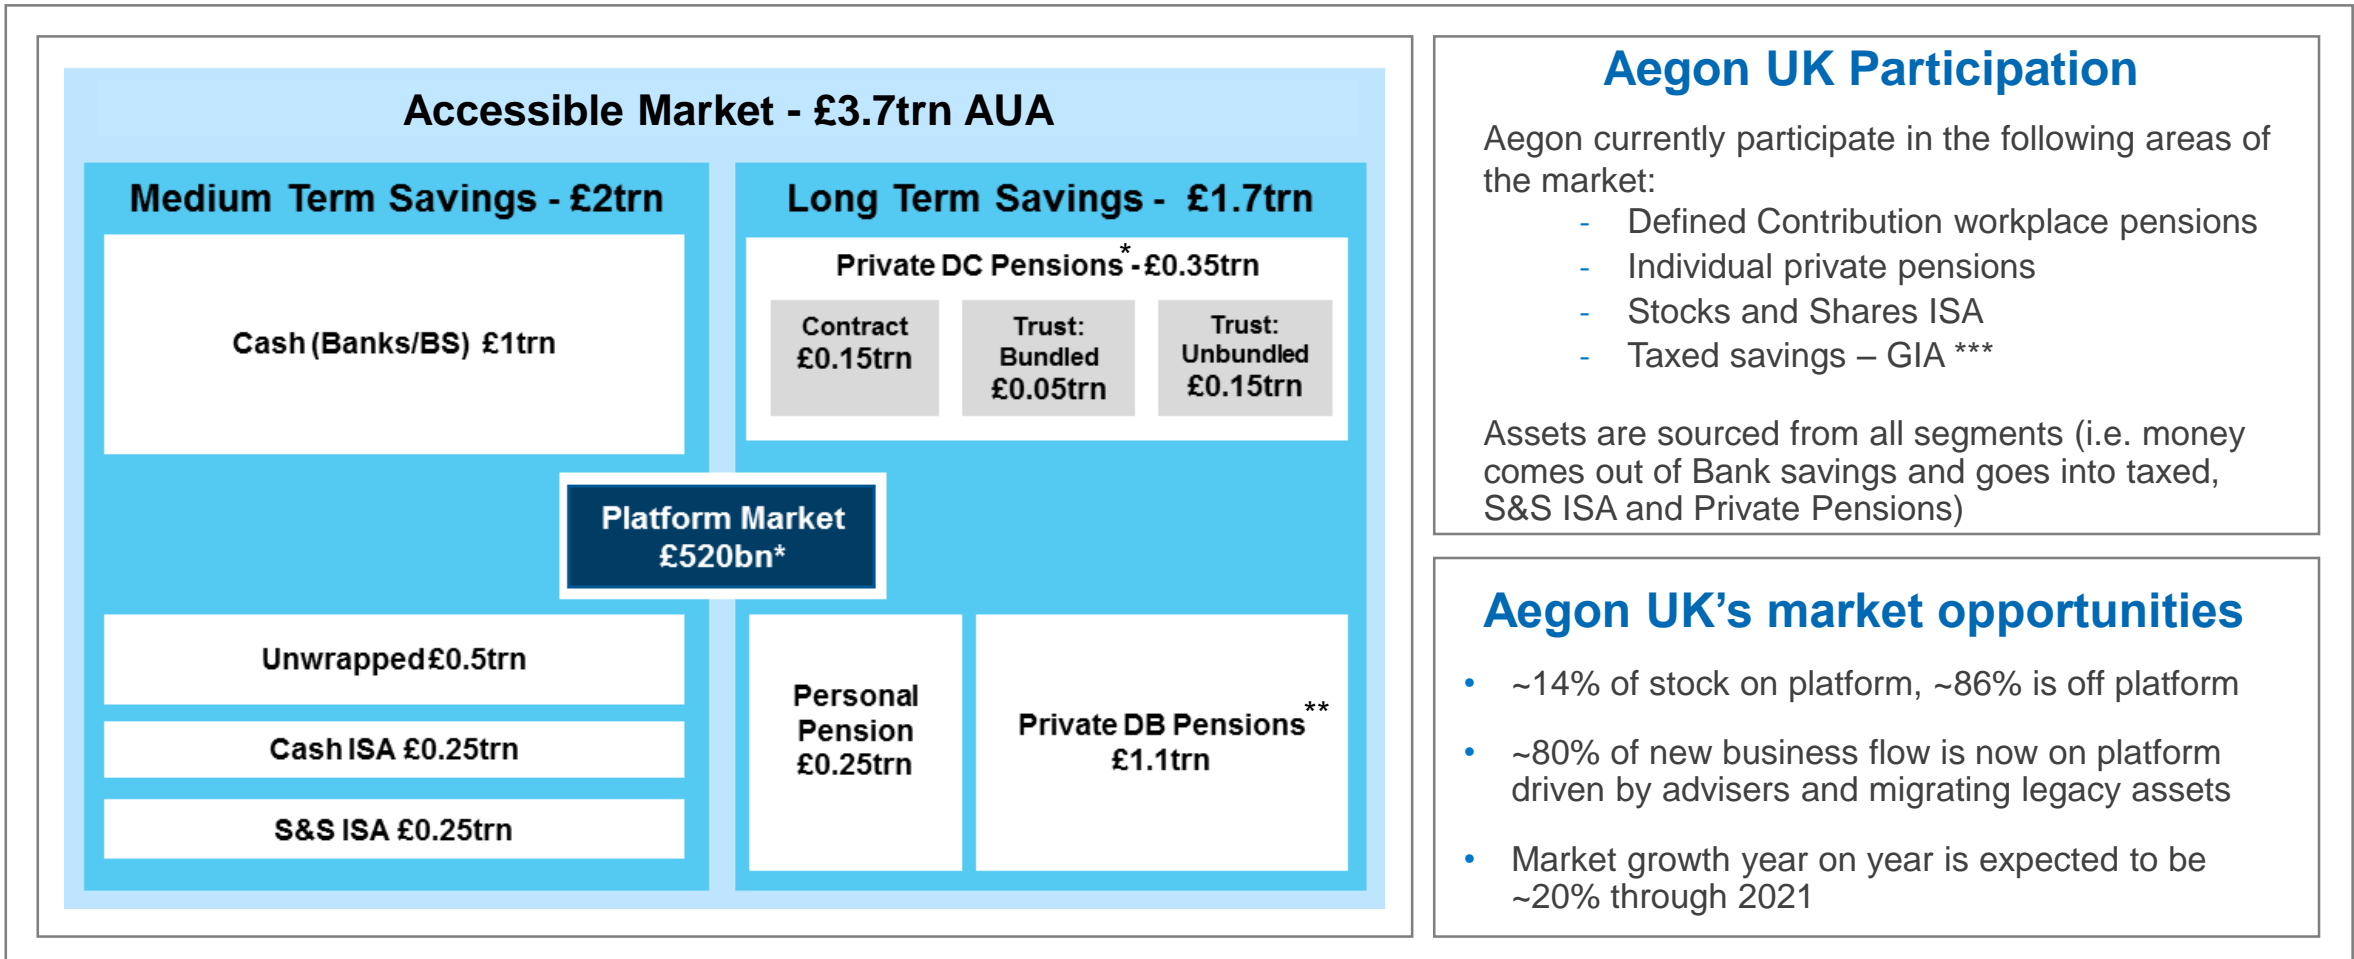 Accessible Market - £3.7trn AUA
Medium Term Savings - £2trn
Cash (Banks/BS) £1trn
Unwrapped £0.5trn
Cash ISA £0.25trn
S&S ISA £0.25trn
Long Term Savings - £1.7trn
Private DC Pensions* - £0.35trn
Contract
£0.15trn
Trust:
Bundled
£0.05trn
Trust:
Unbundled
£0.15trn
Platform Market
£520bn*
Personal
Pension
£0.25trn
Private DB Pensions**
£1.1trn
Aegon UK Participation
Aegon currently participate in the following areas of
the market:
- Defined Contribution workplace pensions
- Individual private pensions
- Stocks and Shares ISA
- Taxed savings – GIA ***
Assets are sourced from all segments (i.e. money
comes out of Bank savings and goes into taxed,
S&S ISA and Private Pensions)
Aegon UK’s market opportunities
• ~14% of stock on platform, ~86% is off platform
• ~80% of new business flow is now on platform
driven by advisers and migrating legacy assets
• Market growth year on year is expected to be
~20% through 2021